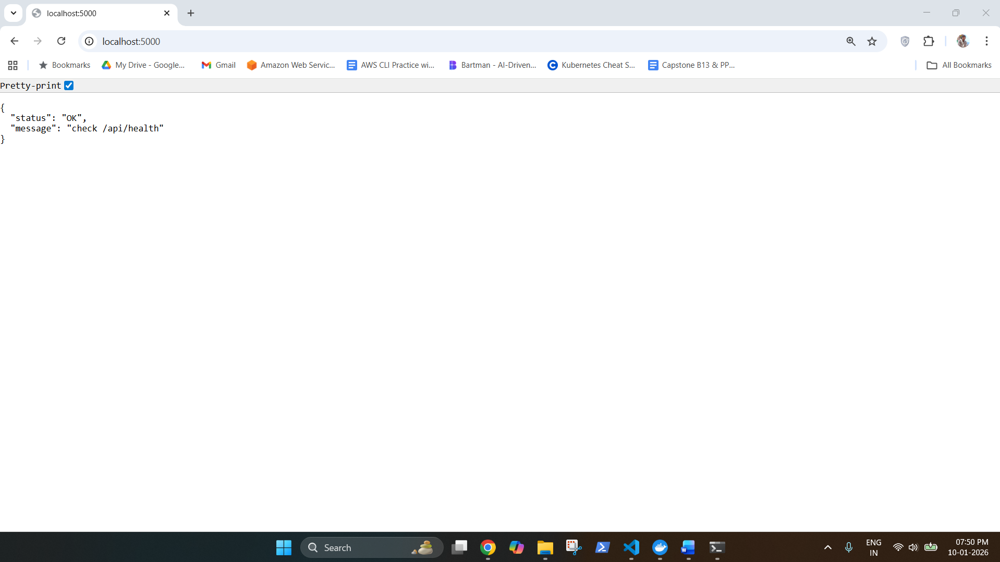 localhost:5000
localhost:5000
Bookmarks
My Drive - Google...
Gmail
Amazon Web Servic...
AWS CLI Practice wi...
Bartman - AI-Driven...
Kubernetes Cheat S...
Capstone B13 & PP...
All Bookmarks
Pretty-print
{
  "status": "OK",
  "message": "check /api/health"
}
Search
ENG
IN
07:50 PM
10-01-2026